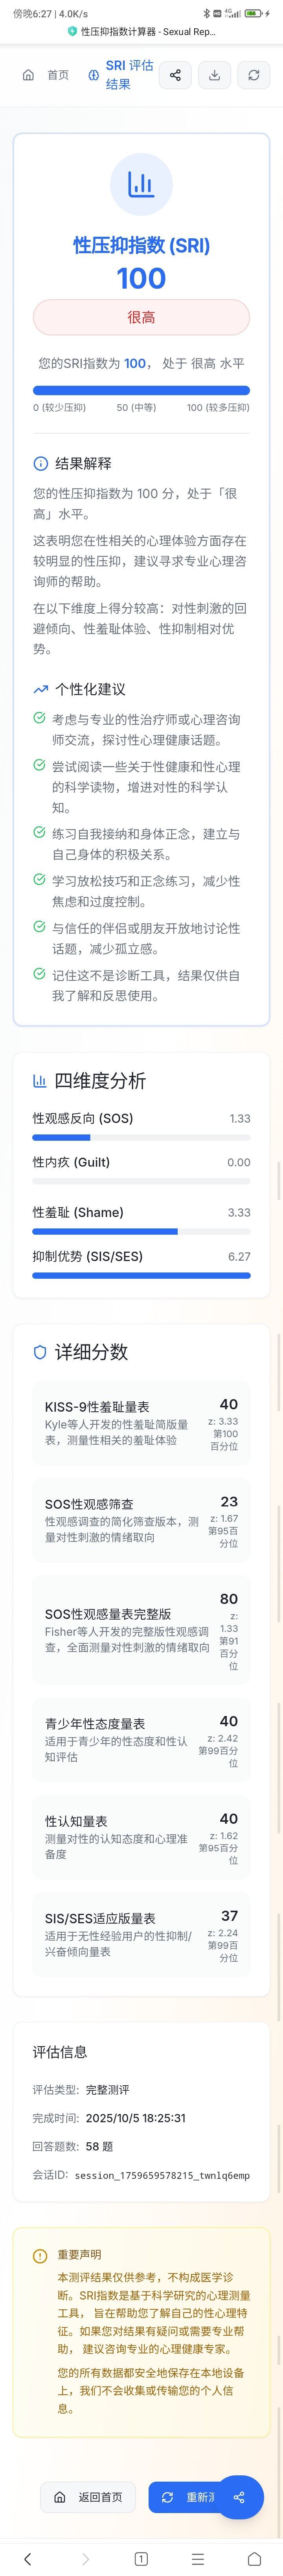 傍晚6:27 | 4.0K/s
性压抑指数计算器 - Sexual Rep...
首页
SRI 评估
结果
性压抑指数 (SRI)
100
很高
您的SRI指数为 100， 处于 很高 水平
0 (较少压抑) 50 (中等) 100 (较多压抑)
结果解释
您的性压抑指数为 100 分，处于「很
高」水平。
这表明您在性相关的心理体验方面存在
较明显的性压抑，建议寻求专业心理咨
询师的帮助。
在以下维度上得分较高：对性刺激的回
避倾向、性羞耻体验、性抑制相对优
势。
个性化建议
考虑与专业的性治疗师或心理咨询
师交流，探讨性心理健康话题。
尝试阅读一些关于性健康和性心理
的科学读物，增进对性的科学认
知。
练习自我接纳和身体正念，建立与
自己身体的积极关系。
学习放松技巧和正念练习，减少性
焦虑和过度控制。
与信任的伴侣或朋友开放地讨论性
话题，减少孤立感。
记住这不是诊断工具，结果仅供自
我了解和反思使用。
四维度分析
性观感反向 (SOS) 1.33
性内疚 (Guilt) 0.00
性羞耻 (Shame) 3.33
抑制优势 (SIS/SES) 6.27
详细分数
KISS-9性羞耻量表
Kyle等人开发的性羞耻简版量
表，测量性相关的羞耻体验
40
z: 3.33
第100
百分位
SOS性观感筛查
性观感调查的简化筛查版本，测
量对性刺激的情绪取向
23
z: 1.67
第95百
分位
SOS性观感量表完整版
Fisher等人开发的完整版性观感调
查，全面测量对性刺激的情绪取向
80
z:
1.33
第91
百分
位
青少年性态度量表
适用于青少年的性态度和性认
知评估
40
z: 2.42
第99百分
位
性认知量表
测量对性的认知态度和心理准
备度
40
z: 1.62
第95百分
位
SIS/SES适应版量表
适用于无性经验用户的性抑制/
兴奋倾向量表
37
z: 2.24
第99百
分位
评估信息
评估类型: 完整测评
完成时间: 2025/10/5 18:25:31
回答题数: 58 题
会话ID: session_1759659578215_twnlq6emp
重要声明
本测评结果仅供参考，不构成医学诊
断。SRI指数是基于科学研究的心理测量
工具， 旨在帮助您了解自己的性心理特
征。如果您对结果有疑问或需要专业帮
助， 建议咨询专业的心理健康专家。
您的所有数据都安全地保存在本地设备
上，我们不会收集或传输您的个人信
息。
返回首页
重新
1